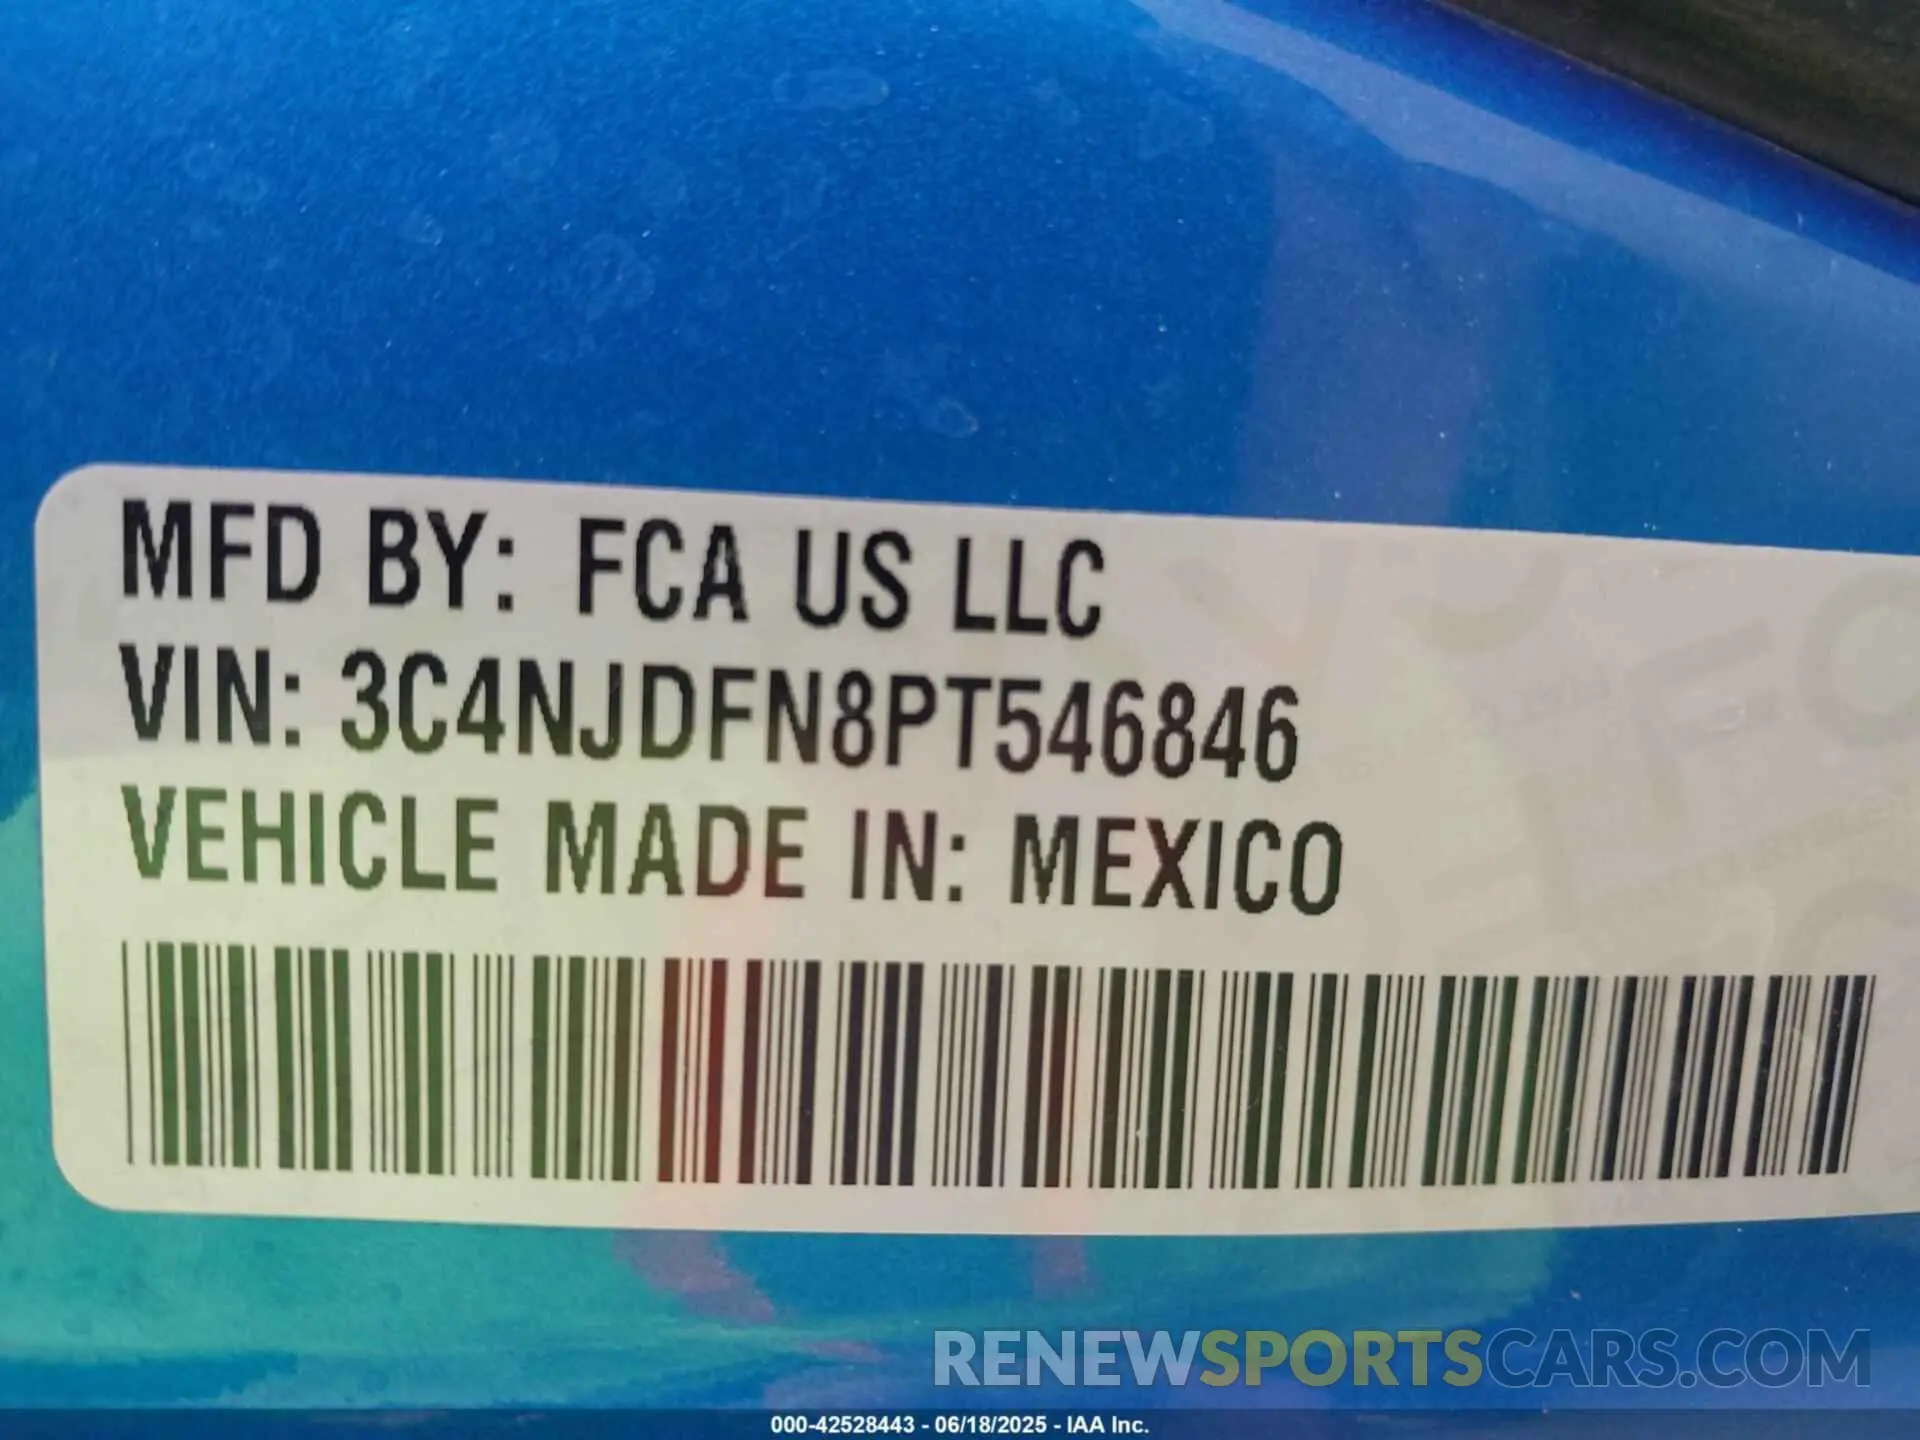 MFD BY: FCA US LLC
VIN: 3C4NJDFN8PT546846
VEHICLE MADE IN: MEXICO
RENEWSPORTSCARS.COM
000-42528443 - 06/18/2025 - IAA Inc.